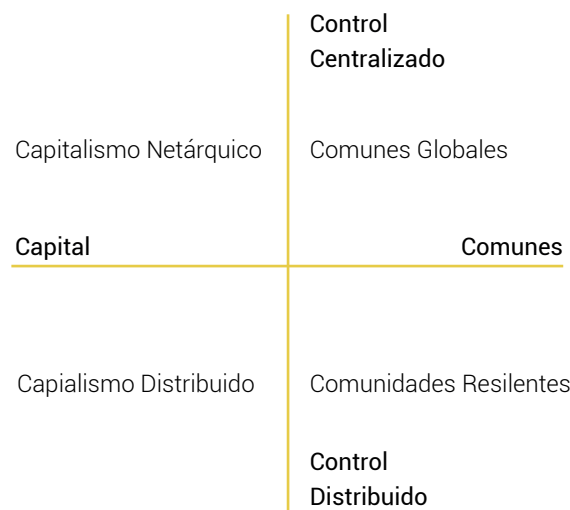 Control
Centralizado
Capitalismo Netárquico
Comunes Globales
Capital
Comunes
Capialismo Distribuido
Comunidades Resilentes
Control
Distribuido